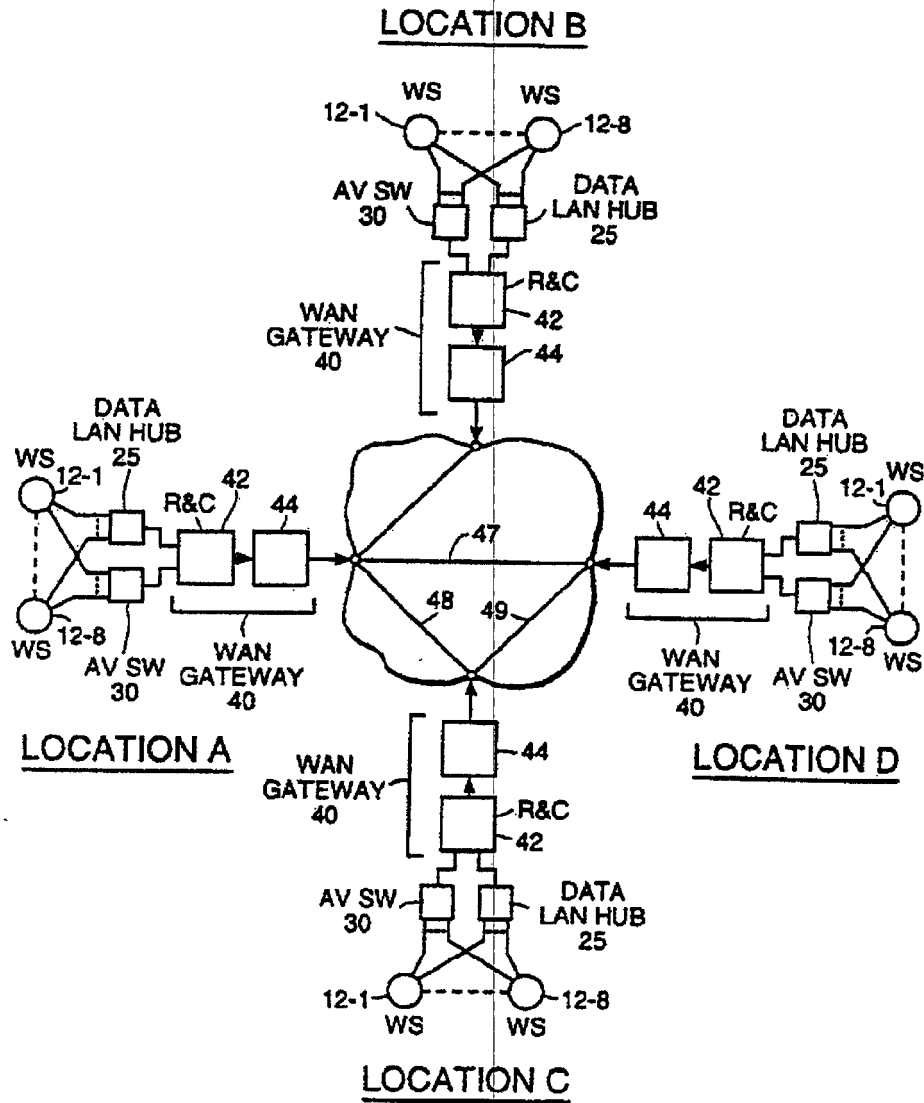 LOCATION B
WS
WS
12-1
12-8
AV SW
30
DATA
LAN HUB
25
R&C
42
WAN
GATEWAY
40
44
DATA
LAN HUB
25
WS
12-1
R&C
42
44
12-8
WS
AV SW
30
WAN
GATEWAY
40
LOCATION A
47
48
49
DATA
LAN HUB
25
12-1
WS
44
42
R&C
12-8
WS
AV SW
30
WAN
GATEWAY
40
LOCATION D
44
WAN
GATEWAY
40
R&C
42
AV SW
30
DATA
LAN HUB
25
12-1
WS
WS
12-8
LOCATION C